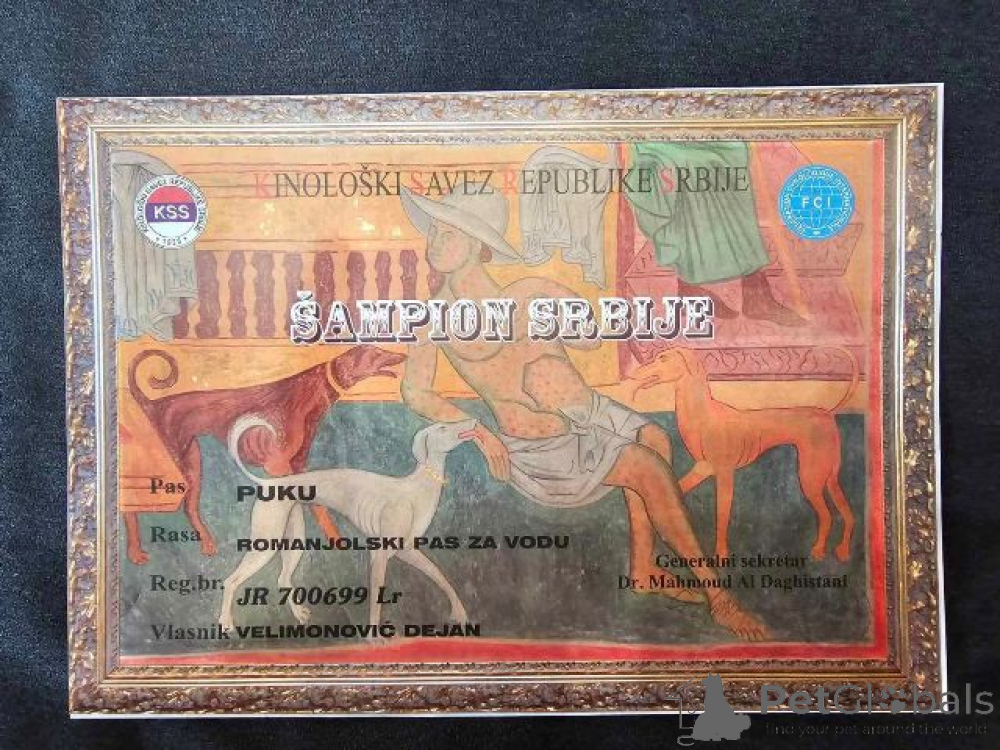 KINOLOŠKI SAVEZ REPUBLIKE SRBIJE
KSS
FCI
ŠAMPION SRBIJE
Pas PUKU
Rasa ROMANJOLSKI PAS ZA VODU
Reg.br. JR 700699 Lr
Vlasnik VELIMONOVIĆ DEJAN
Generalni sekretar
Dr. Mahmoud Al Daghistani
PetGlobals
find your pet around the world